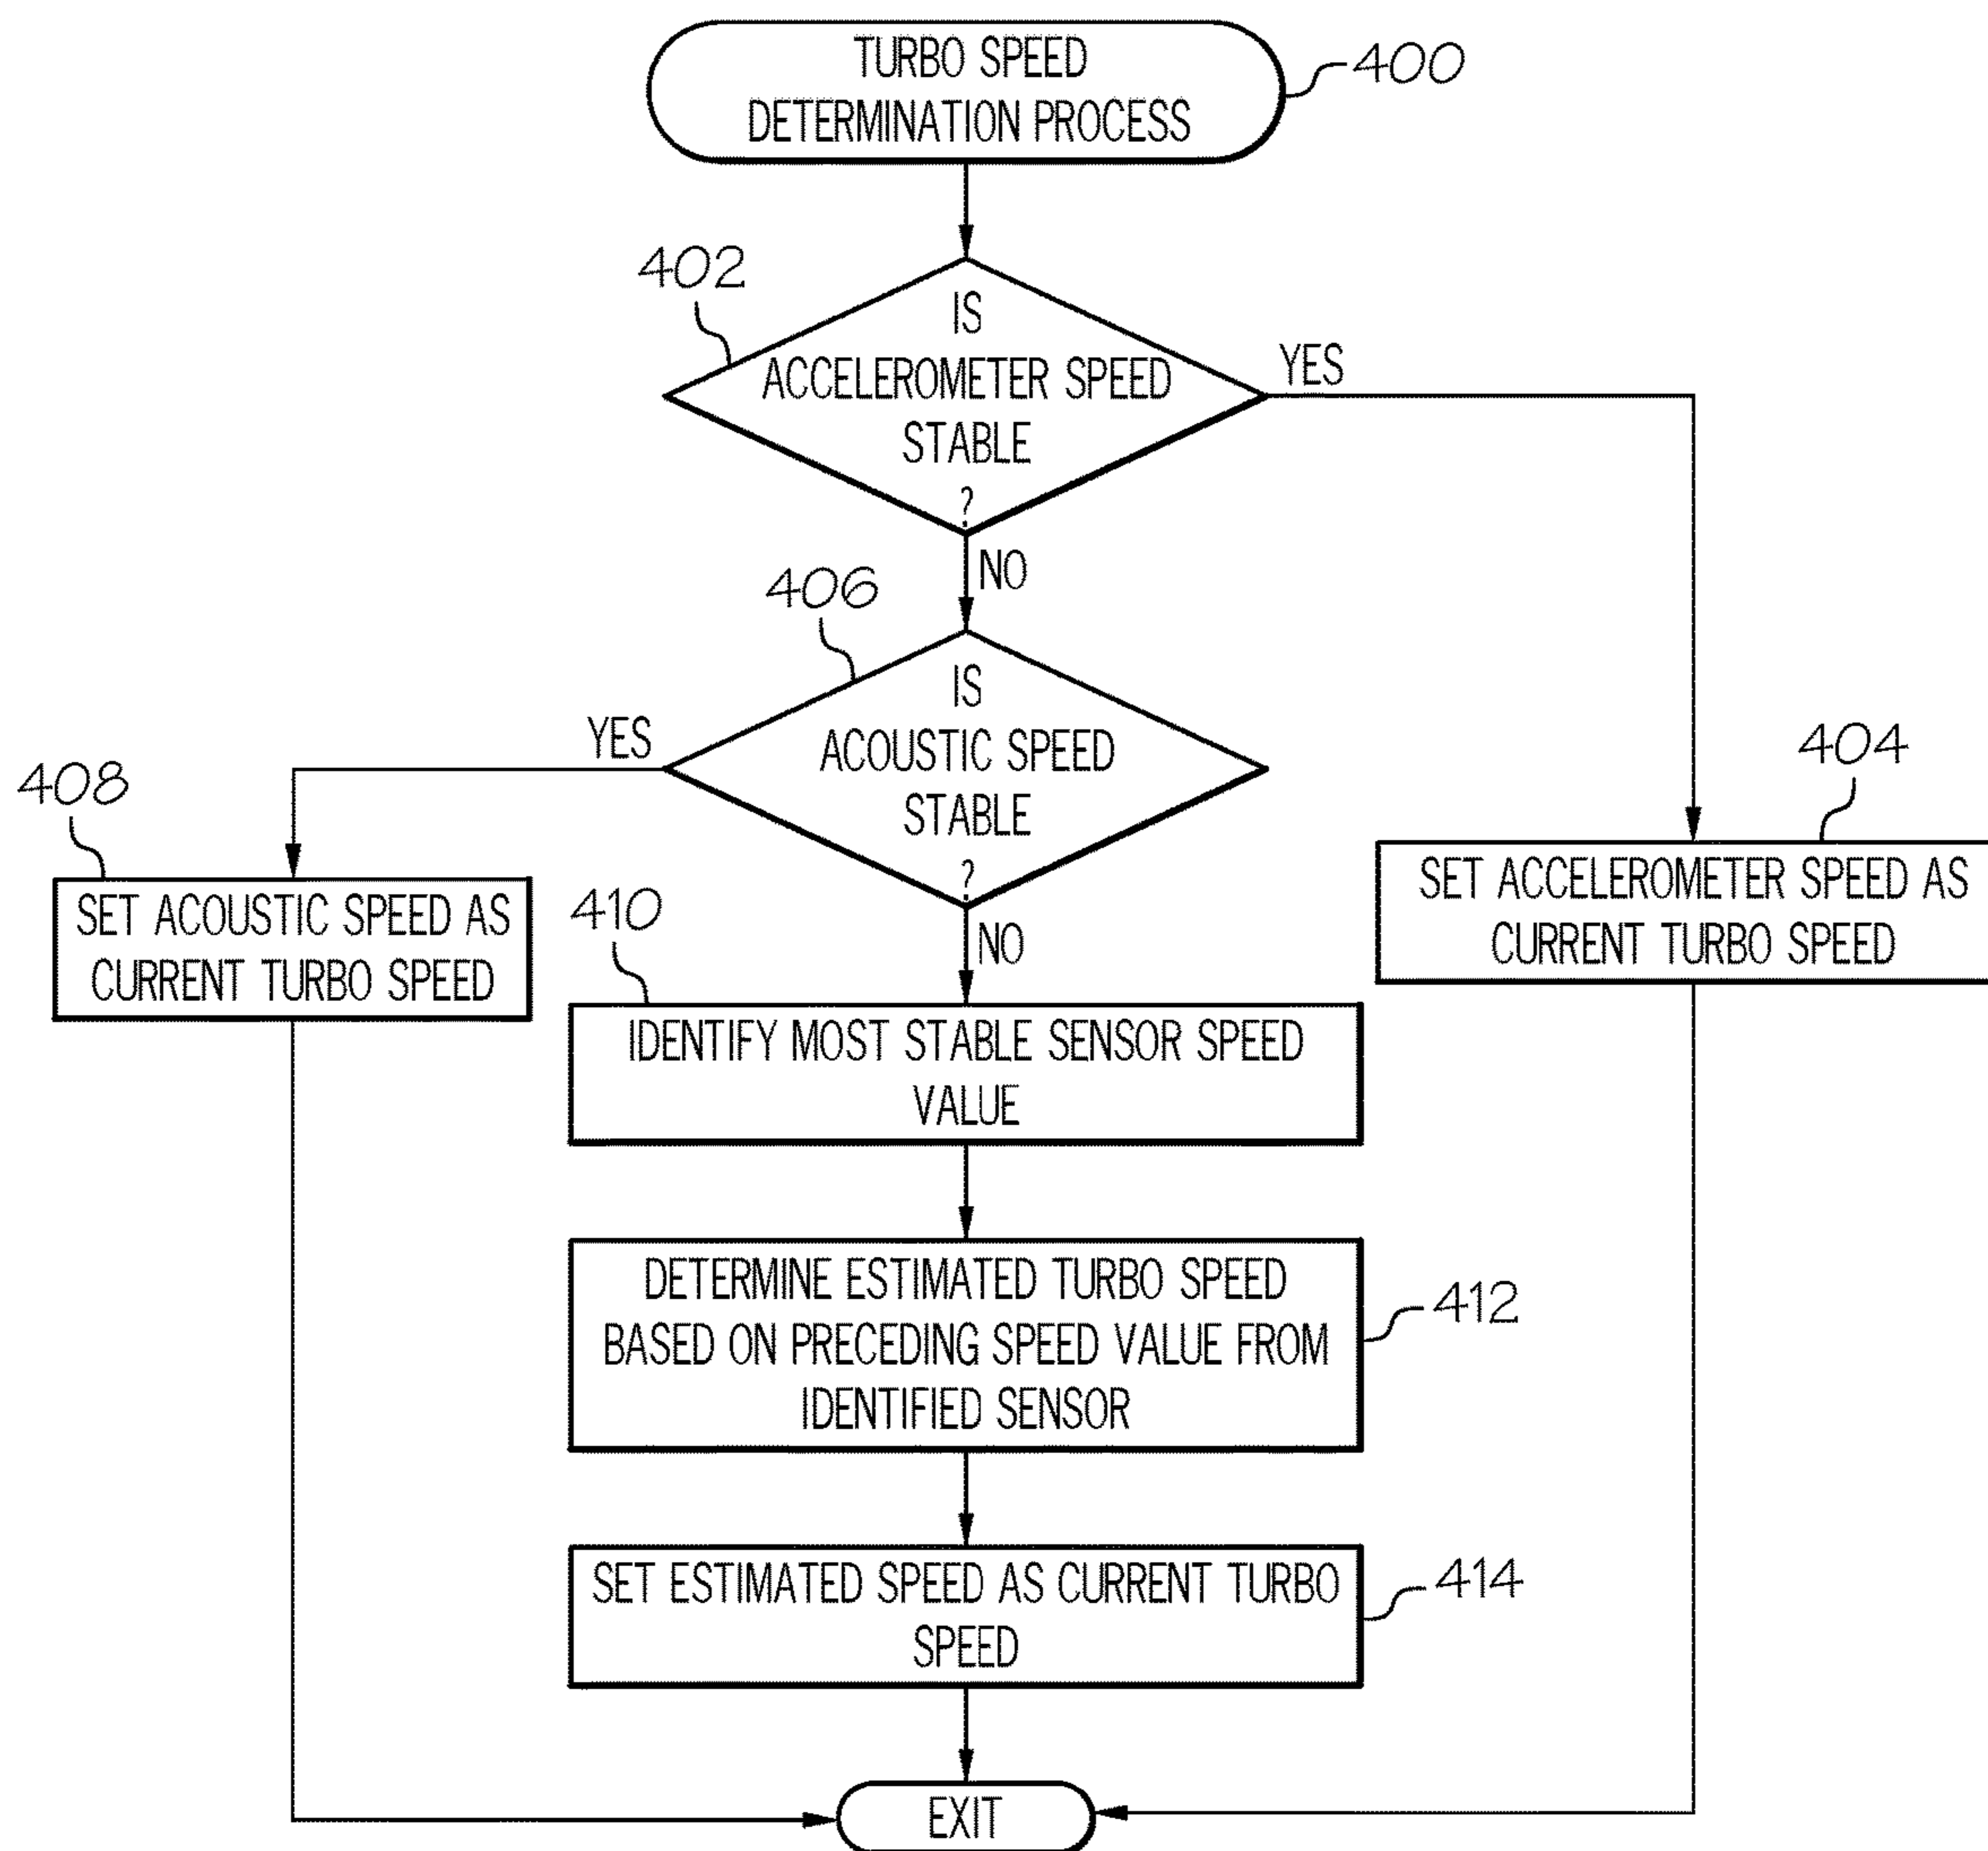 TURBO SPEED
DETERMINATION PROCESS
400
402
IS
ACCELEROMETER SPEED
STABLE
?
YES
NO
406
IS
ACOUSTIC SPEED
STABLE
?
YES
NO
408
SET ACOUSTIC SPEED AS
CURRENT TURBO SPEED
404
SET ACCELEROMETER SPEED AS
CURRENT TURBO SPEED
410
IDENTIFY MOST STABLE SENSOR SPEED
VALUE
DETERMINE ESTIMATED TURBO SPEED
BASED ON PRECEDING SPEED VALUE FROM
IDENTIFIED SENSOR
412
SET ESTIMATED SPEED AS CURRENT TURBO
SPEED
414
EXIT